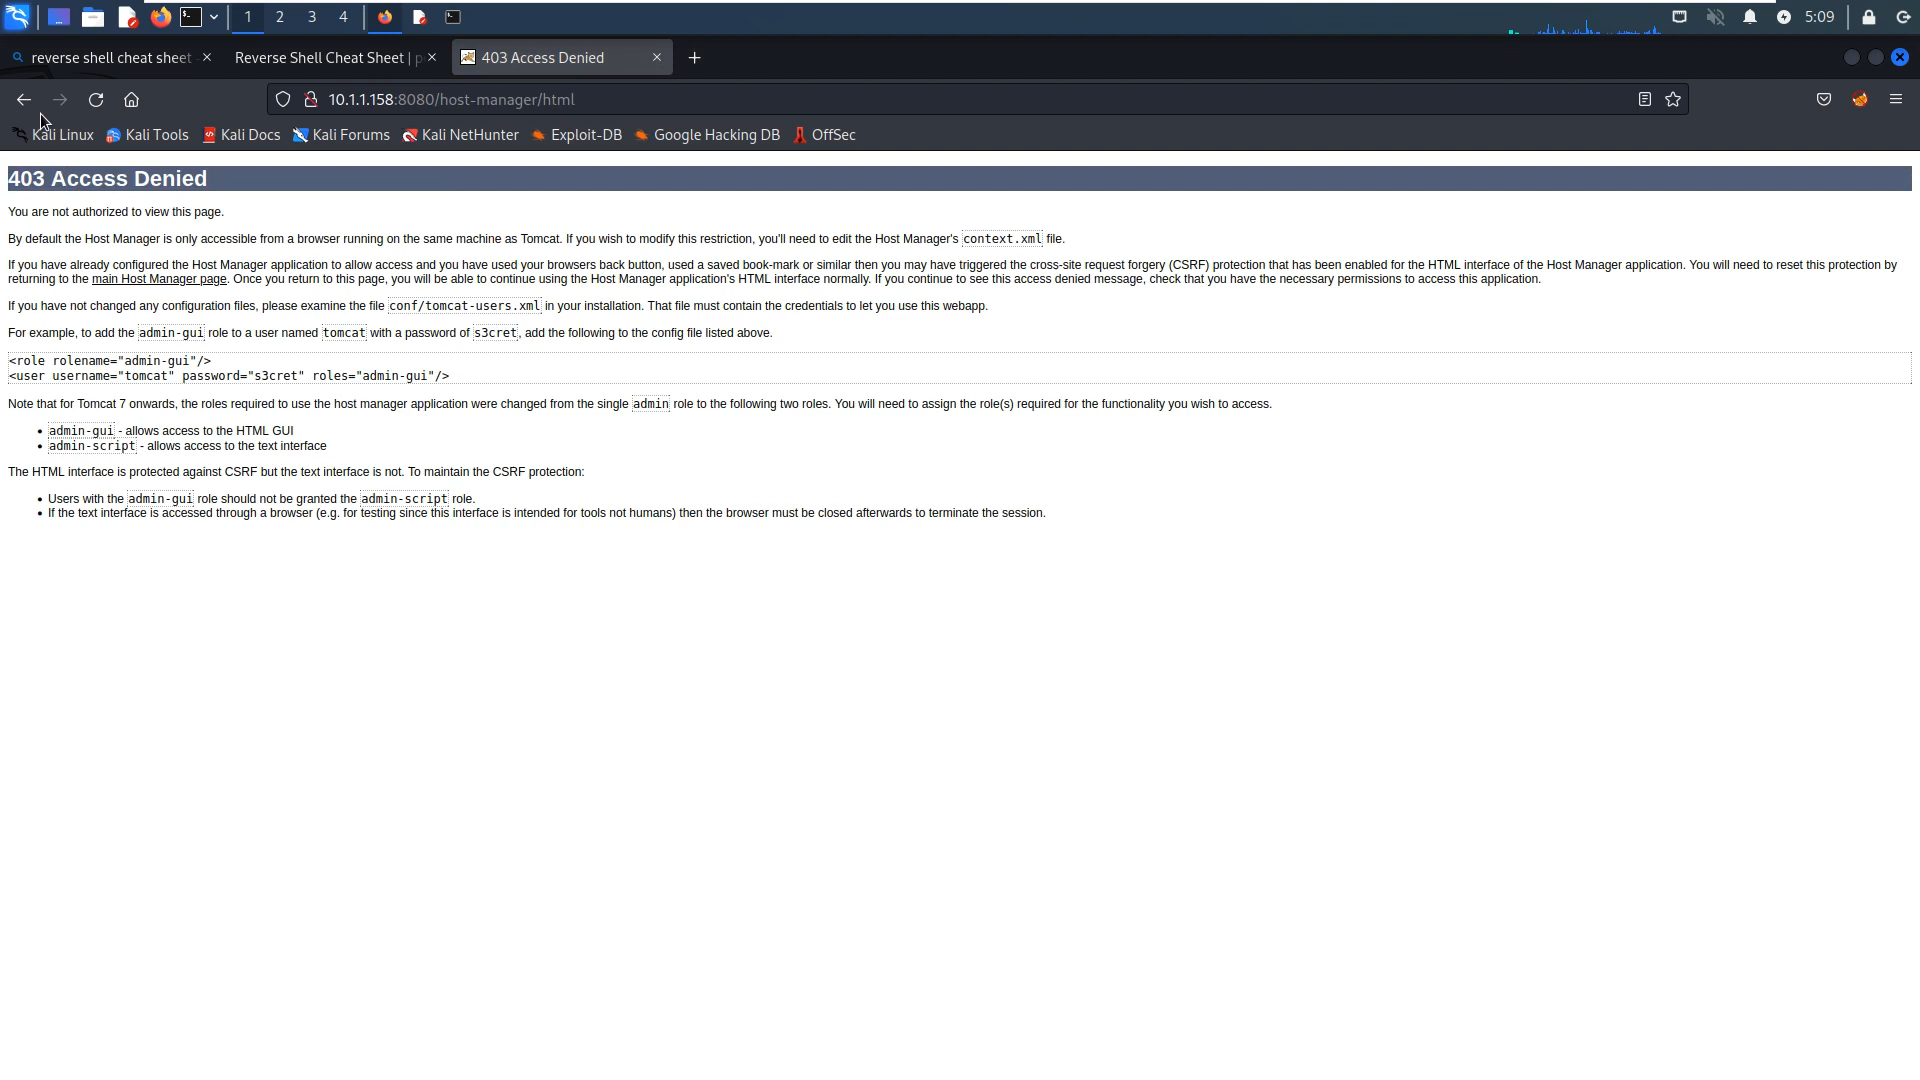 1 2 3 4 5:09
reverse shell cheat sheet Reverse Shell Cheat Sheet | p 403 Access Denied
10.1.1.158:8080/host-manager/html
Kali Linux Kali Tools Kali Docs Kali Forums Kali NetHunter Exploit-DB Google Hacking DB OffSec
403 Access Denied
You are not authorized to view this page.
By default the Host Manager is only accessible from a browser running on the same machine as Tomcat. If you wish to modify this restriction, you'll need to edit the Host Manager's context.xml file.
If you have already configured the Host Manager application to allow access and you have used your browsers back button, used a saved book-mark or similar then you may have triggered the cross-site request forgery (CSRF) protection that has been enabled for the HTML interface of the Host Manager application. You will need to reset this protection by
returning to the main Host Manager page. Once you return to this page, you will be able to continue using the Host Manager application's HTML interface normally. If you continue to see this access denied message, check that you have the necessary permissions to access this application.
If you have not changed any configuration files, please examine the file conf/tomcat-users.xml in your installation. That file must contain the credentials to let you use this webapp.
For example, to add the admin-gui role to a user named tomcat with a password of s3cret, add the following to the config file listed above.
<role rolename="admin-gui"/>
<user username="tomcat" password="s3cret" roles="admin-gui"/>
Note that for Tomcat 7 onwards, the roles required to use the host manager application were changed from the single admin role to the following two roles. You will need to assign the role(s) required for the functionality you wish to access.
• admin-gui - allows access to the HTML GUI
• admin-script - allows access to the text interface
The HTML interface is protected against CSRF but the text interface is not. To maintain the CSRF protection:
• Users with the admin-gui role should not be granted the admin-script role.
• If the text interface is accessed through a browser (e.g. for testing since this interface is intended for tools not humans) then the browser must be closed afterwards to terminate the session.